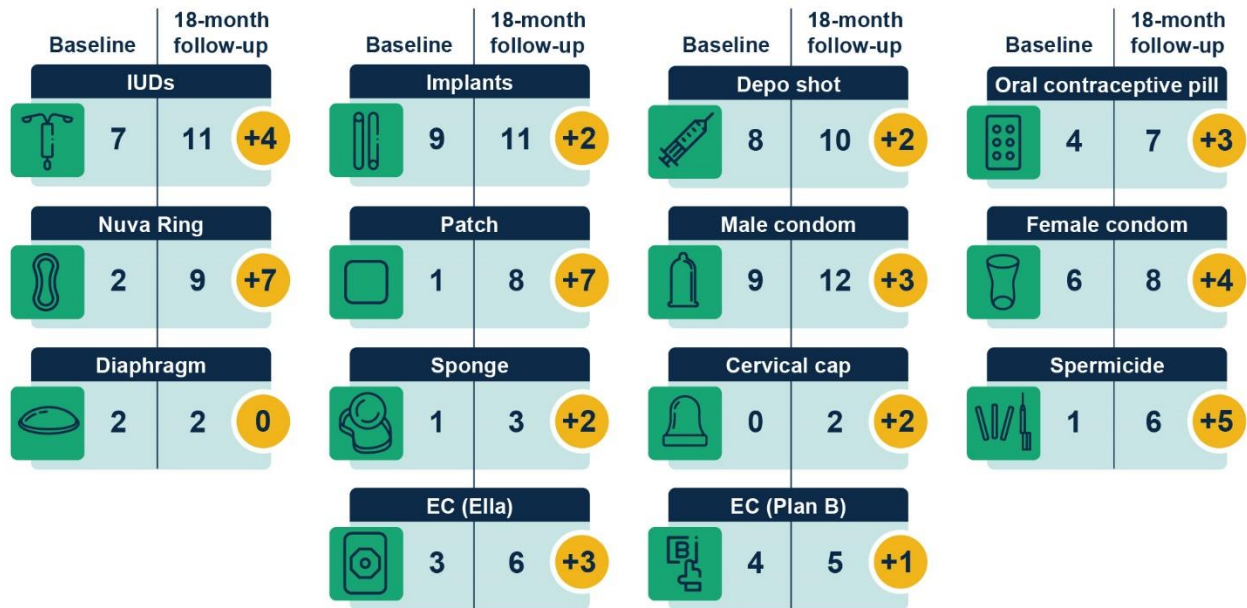 Baseline 18-month follow-up Baseline 18-month follow-up Baseline 18-month follow-up Baseline 18-month follow-up
IUDs Implants Depo shot Oral contraceptive pill
7 11 +4 9 11 +2 8 10 +2 4 7 +3
Nuva Ring Patch Male condom Female condom
2 9 +7 1 8 +7 9 12 +3 6 8 +4
Diaphragm Sponge Cervical cap Spermicide
2 2 0 1 3 +2 0 2 +2 1 6 +5
EC (Ella) EC (Plan B)
3 6 +3 B 4 5 +1